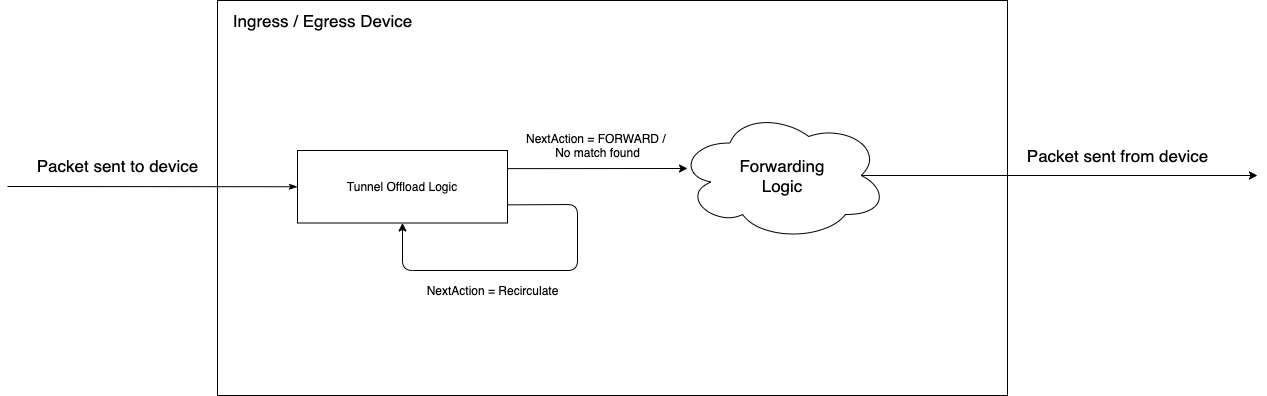 Ingress / Egress Device
NextAction = FORWARD /
No match found
Packet sent to device
Tunnel Offload Logic
Forwarding
Logic
Packet sent from device
NextAction = Recirculate